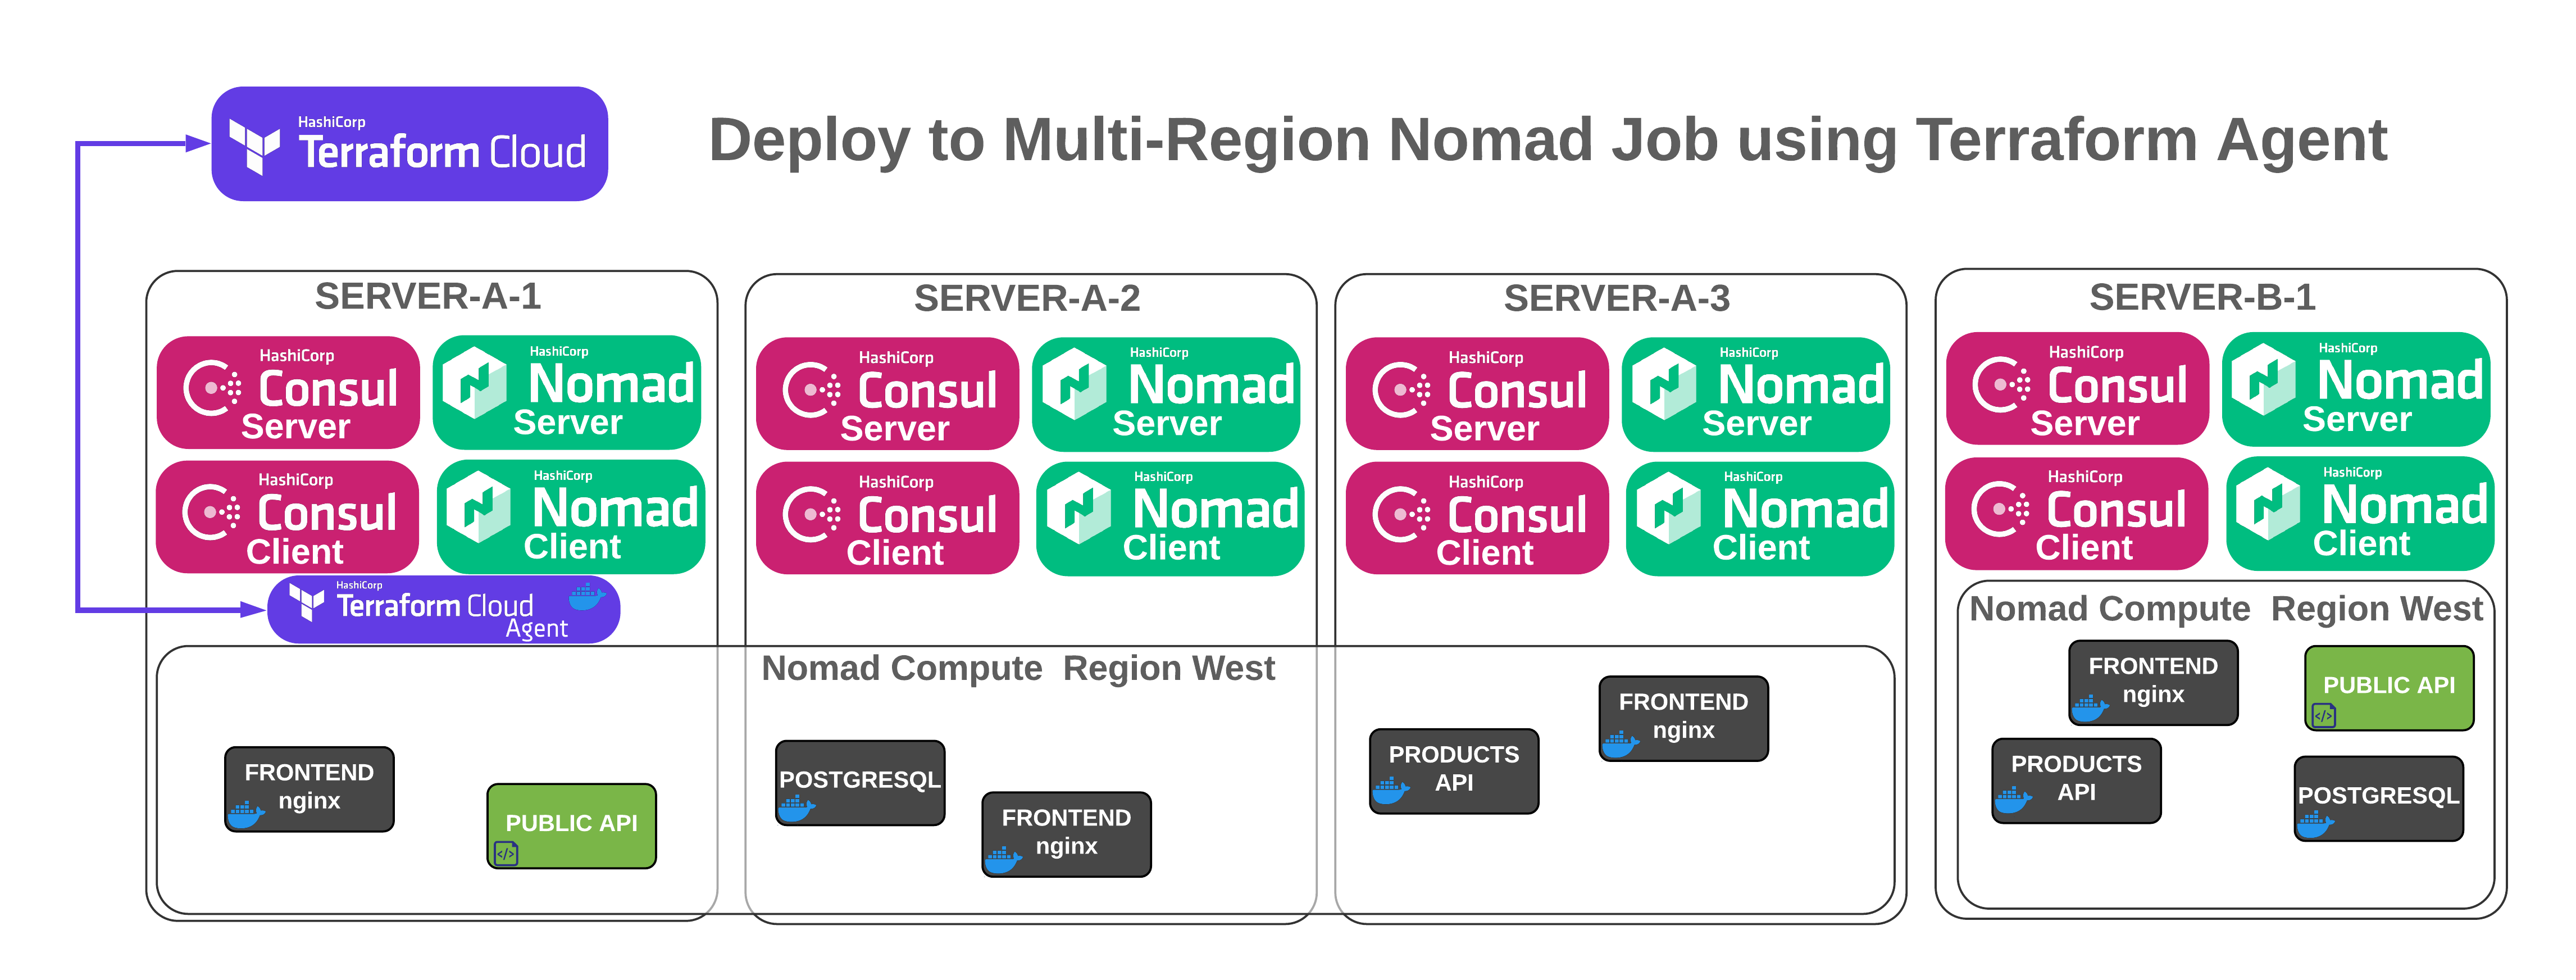 HashiCorp
Terraform Cloud
Deploy to Multi-Region Nomad Job using Terraform Agent
SERVER-A-1
HashiCorp
Consul
Server
HashiCorp
Nomad
Server
HashiCorp
Consul
Client
HashiCorp
Nomad
Client
HashiCorp
Terraform Cloud
Agent
SERVER-A-2
HashiCorp
Consul
Server
HashiCorp
Nomad
Server
HashiCorp
Consul
Client
HashiCorp
Nomad
Client
SERVER-A-3
HashiCorp
Consul
Server
HashiCorp
Nomad
Server
HashiCorp
Consul
Client
HashiCorp
Nomad
Client
Nomad Compute Region West
FRONTEND
nginx
PUBLIC API
</>
POSTGRESQL
FRONTEND
nginx
PRODUCTS
API
FRONTEND
nginx
SERVER-B-1
HashiCorp
Consul
Server
HashiCorp
Nomad
Server
HashiCorp
Consul
Client
HashiCorp
Nomad
Client
Nomad Compute Region West
FRONTEND
nginx
PUBLIC API
</>
PRODUCTS
API
POSTGRESQL